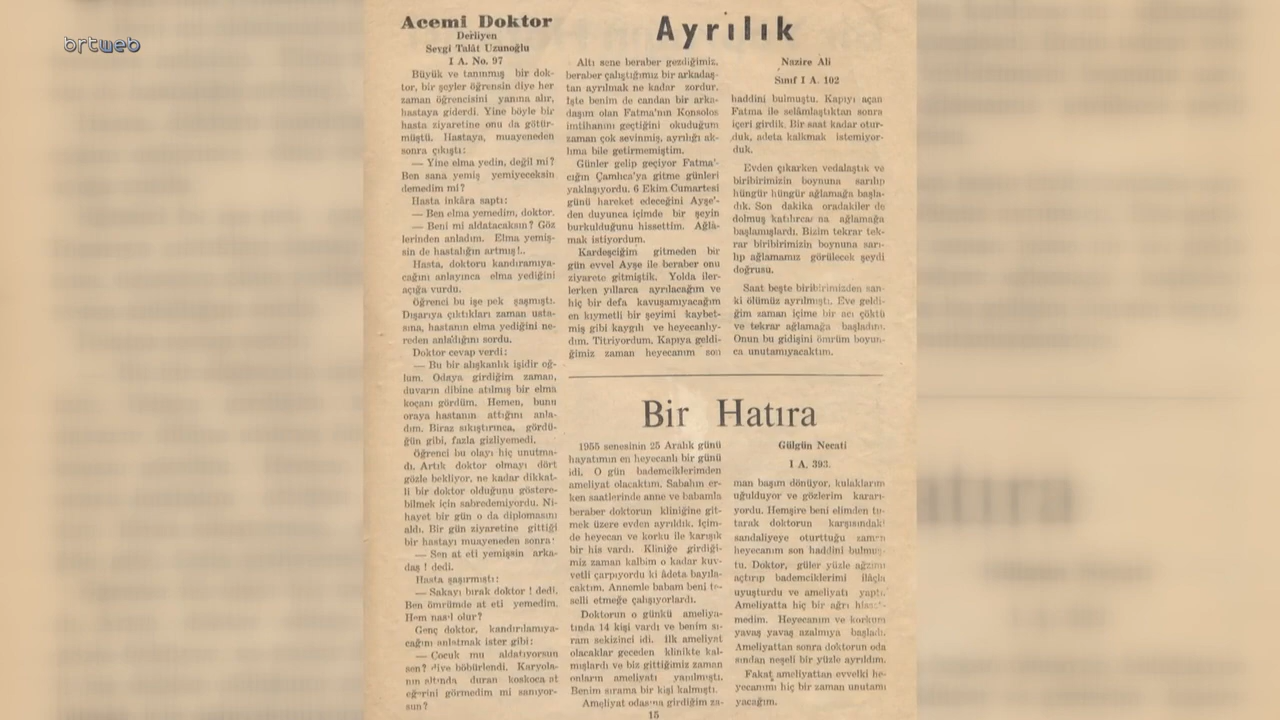 brtweb
Acemi Doktor
Derliyen
Sevgi Talât Uzunoğlu
I A. No. 97
Büyük ve tanınmış bir dok-
tor, bir şeyler öğrensin diye her
zaman öğrencisini yanına alır,
hastaya giderdi. Yine böyle bir
hasta ziyaretine onu da götür-
müştü. Hastaya, muayeneden
sonra çıkıştı:
— Yine elma yedin, değil mi?
Ben sana yemiş yemiyeceksin
demedim mi?
Hasta inkâra saptı:
— Ben elma yemedim, doktor.
— Beni mi aldatacaksın? Göz
lerinden anladım. Elma yemiş-
sin de hastalığın artmış!..
Hasta, doktoru kandıramıya-
cağını anlayınca elma yediğini
açığa vurdu.
Öğrenci bu işe pek şaşmıştı.
Dışarıya çıktıkları zaman usta-
sına, hastanın elma yediğini ne-
reden anladığını sordu.
Doktor cevap verdi:
— Bu bir alışkanlık işidir oğ-
lum. Odaya girdiğim zaman,
duvarın dibine atılmış bir elma
koçanı gördüm. Hemen, bunu
oraya hastanın attığını anla-
dım. Biraz sıkıştırınca, gördü-
ğün gibi, fazla gizliyemedi.
Öğrenci bu olayı hiç unutma-
dı. Artık doktor olmayı dört
gözle bekliyor, ne kadar dikkat-
li bir doktor olduğunu göstere-
bilmek için sabredemiyordu. Ni-
hayet bir gün o da diplomasını
aldı. Bir gün ziyaretine gittiği
bir hastayı muayeneden sonra:
— Sen at eti yemişsin arka-
daş ! dedi.
Hasta şaşırmıştı:
— Şakayı bırak doktor ! dedi.
Ben ömrümde at eti yemedim.
Hem nasıl olur?
Genç doktor, kandırılamıya-
cağını anlatmak ister gibi:
— Çocuk mu aldatıyorsun
sen? diye böbürlendi. Karyola-
nın altında duran koskoca at
eğerini görmedim mi sanıyor-
sun?
Ayrılık
Nazire Ali
Sınıf I A. 102
Altı sene beraber gezdiğimiz,
beraber çalıştığımız bir arkadaş-
tan ayrılmak ne kadar zordur.
İşte benim de candan bir arka-
daşım olan Fatma'nın Konsolos
imtihanını geçtiğini okuduğum
zaman çok sevinmiş, ayrılığı ak-
lıma bile getirmemiştim.
Günler gelip geçiyor Fatma'-
cığın Çamlıca'ya gitme günleri
yaklaşıyordu. 6 Ekim Cumartesi
günü hareket edeceğini Ayşe'-
den duyunca içimde bir şeyin
burkulduğunu hissettim. Ağlâ-
mak istiyordum.
Kardeşciğim gitmeden bir
gün evvel Ayşe ile beraber onu
ziyarete gitmiştik. Yolda iler-
lerken yıllarca ayrılacağım ve
hiç bir defa kavuşamıyacağım
en kıymetli bir şeyimi kaybet-
miş gibi kaygılı ve heyecanlıy-
dım. Titriyordum. Kapıya geldi-
ğimiz zaman heyecanım son
haddini bulmuştu. Kapıyı açan
Fatma ile selâmlaştıktan sonra
içeri girdik. Bir saat kadar otur-
duk, adeta kalkmak istemiyor-
duk.
Evden çıkarken vedalaştık ve
biribirimizin boynuna sarılıp
hüngür hüngür ağlamağa başla-
dık. Son dakika oradakiler de
dolmuş ağlamağa
başlamışlardı. Bizim tekrar tek-
rar biribirimizin boynuna sarı-
lıp ağlamamız görülecek şeydi
doğrusu.
Saat beşte biribirimizden san-
ki ölümüz ayrılmıştı. Eve geldi-
ğim zaman içime bir acı çöktü
ve tekrar ağlamağa başladım.
Onun bu gidişini ömrüm boyun-
ca unutamıyacaktım.
Bir Hatıra
Gülgün Necati
I A. 393.
1955 senesinin 25 Aralık günü
hayatımın en heyecanlı bir günü
idi. O gün bademciklerimden
ameliyat olacaktım. Sabahın er-
ken saatlerinde anne ve babamla
beraber doktorun kliniğine git-
mek üzere evden ayrıldık. İçim-
de heyecan ve korku ile karışık
bir his vardı. Kliniğe girdiği-
miz zaman kalbim o kadar kuv-
vetli çarpıyordu ki âdeta bayıla-
caktım. Annemle babam beni te-
selli etmeğe çalışıyorlardı.
Doktorun o günkü ameliya-
tında 14 kişi vardı ve benim sı-
ram sekizinci idi. İlk ameliyat
olacaklar geceden klinikte kal-
mışlardı ve biz gittiğimiz zaman
onların ameliyatı yapılmıştı.
Benim sırama bir kişi kalmıştı.
Ameliyat odasına girdiğim za-
man başım dönüyor, kulaklarım
uğulduyor ve gözlerim kararı-
yordu. Hemşire beni elimden tu-
tarak doktorun karşısındaki
sandaliyeye oturttuğu zaman
heyecanım son haddini bulmuş-
tu. Doktor, güler yüzle ağzımı
açtırıp bademciklerimi ilâçla
uyuşturdu ve ameliyatı yaptı.
Ameliyatta hiç bir ağrı hisset-
medim. Heyecanım ve korkum
yavaş yavaş azalmıya başladı.
Ameliyattan sonra doktorun oda
sından neşeli bir yüzle ayrıldım.
Fakat ameliyattan evvelki he-
yecanımı hiç bir zaman unutamı
yacağım.
15